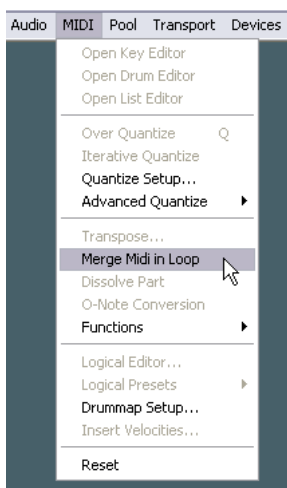 Audio MIDI Pool Transport Devices
Open Key Editor
Open Drum Editor
Open List Editor
Over Quantize Q
Iterative Quantize
Quantize Setup...
Advanced Quantize
Transpose...
Merge Midi in Loop
Dissolve Part
O-Note Conversion
Functions
Logical Editor...
Logical Presets
Drummap Setup...
Insert Velocities...
Reset